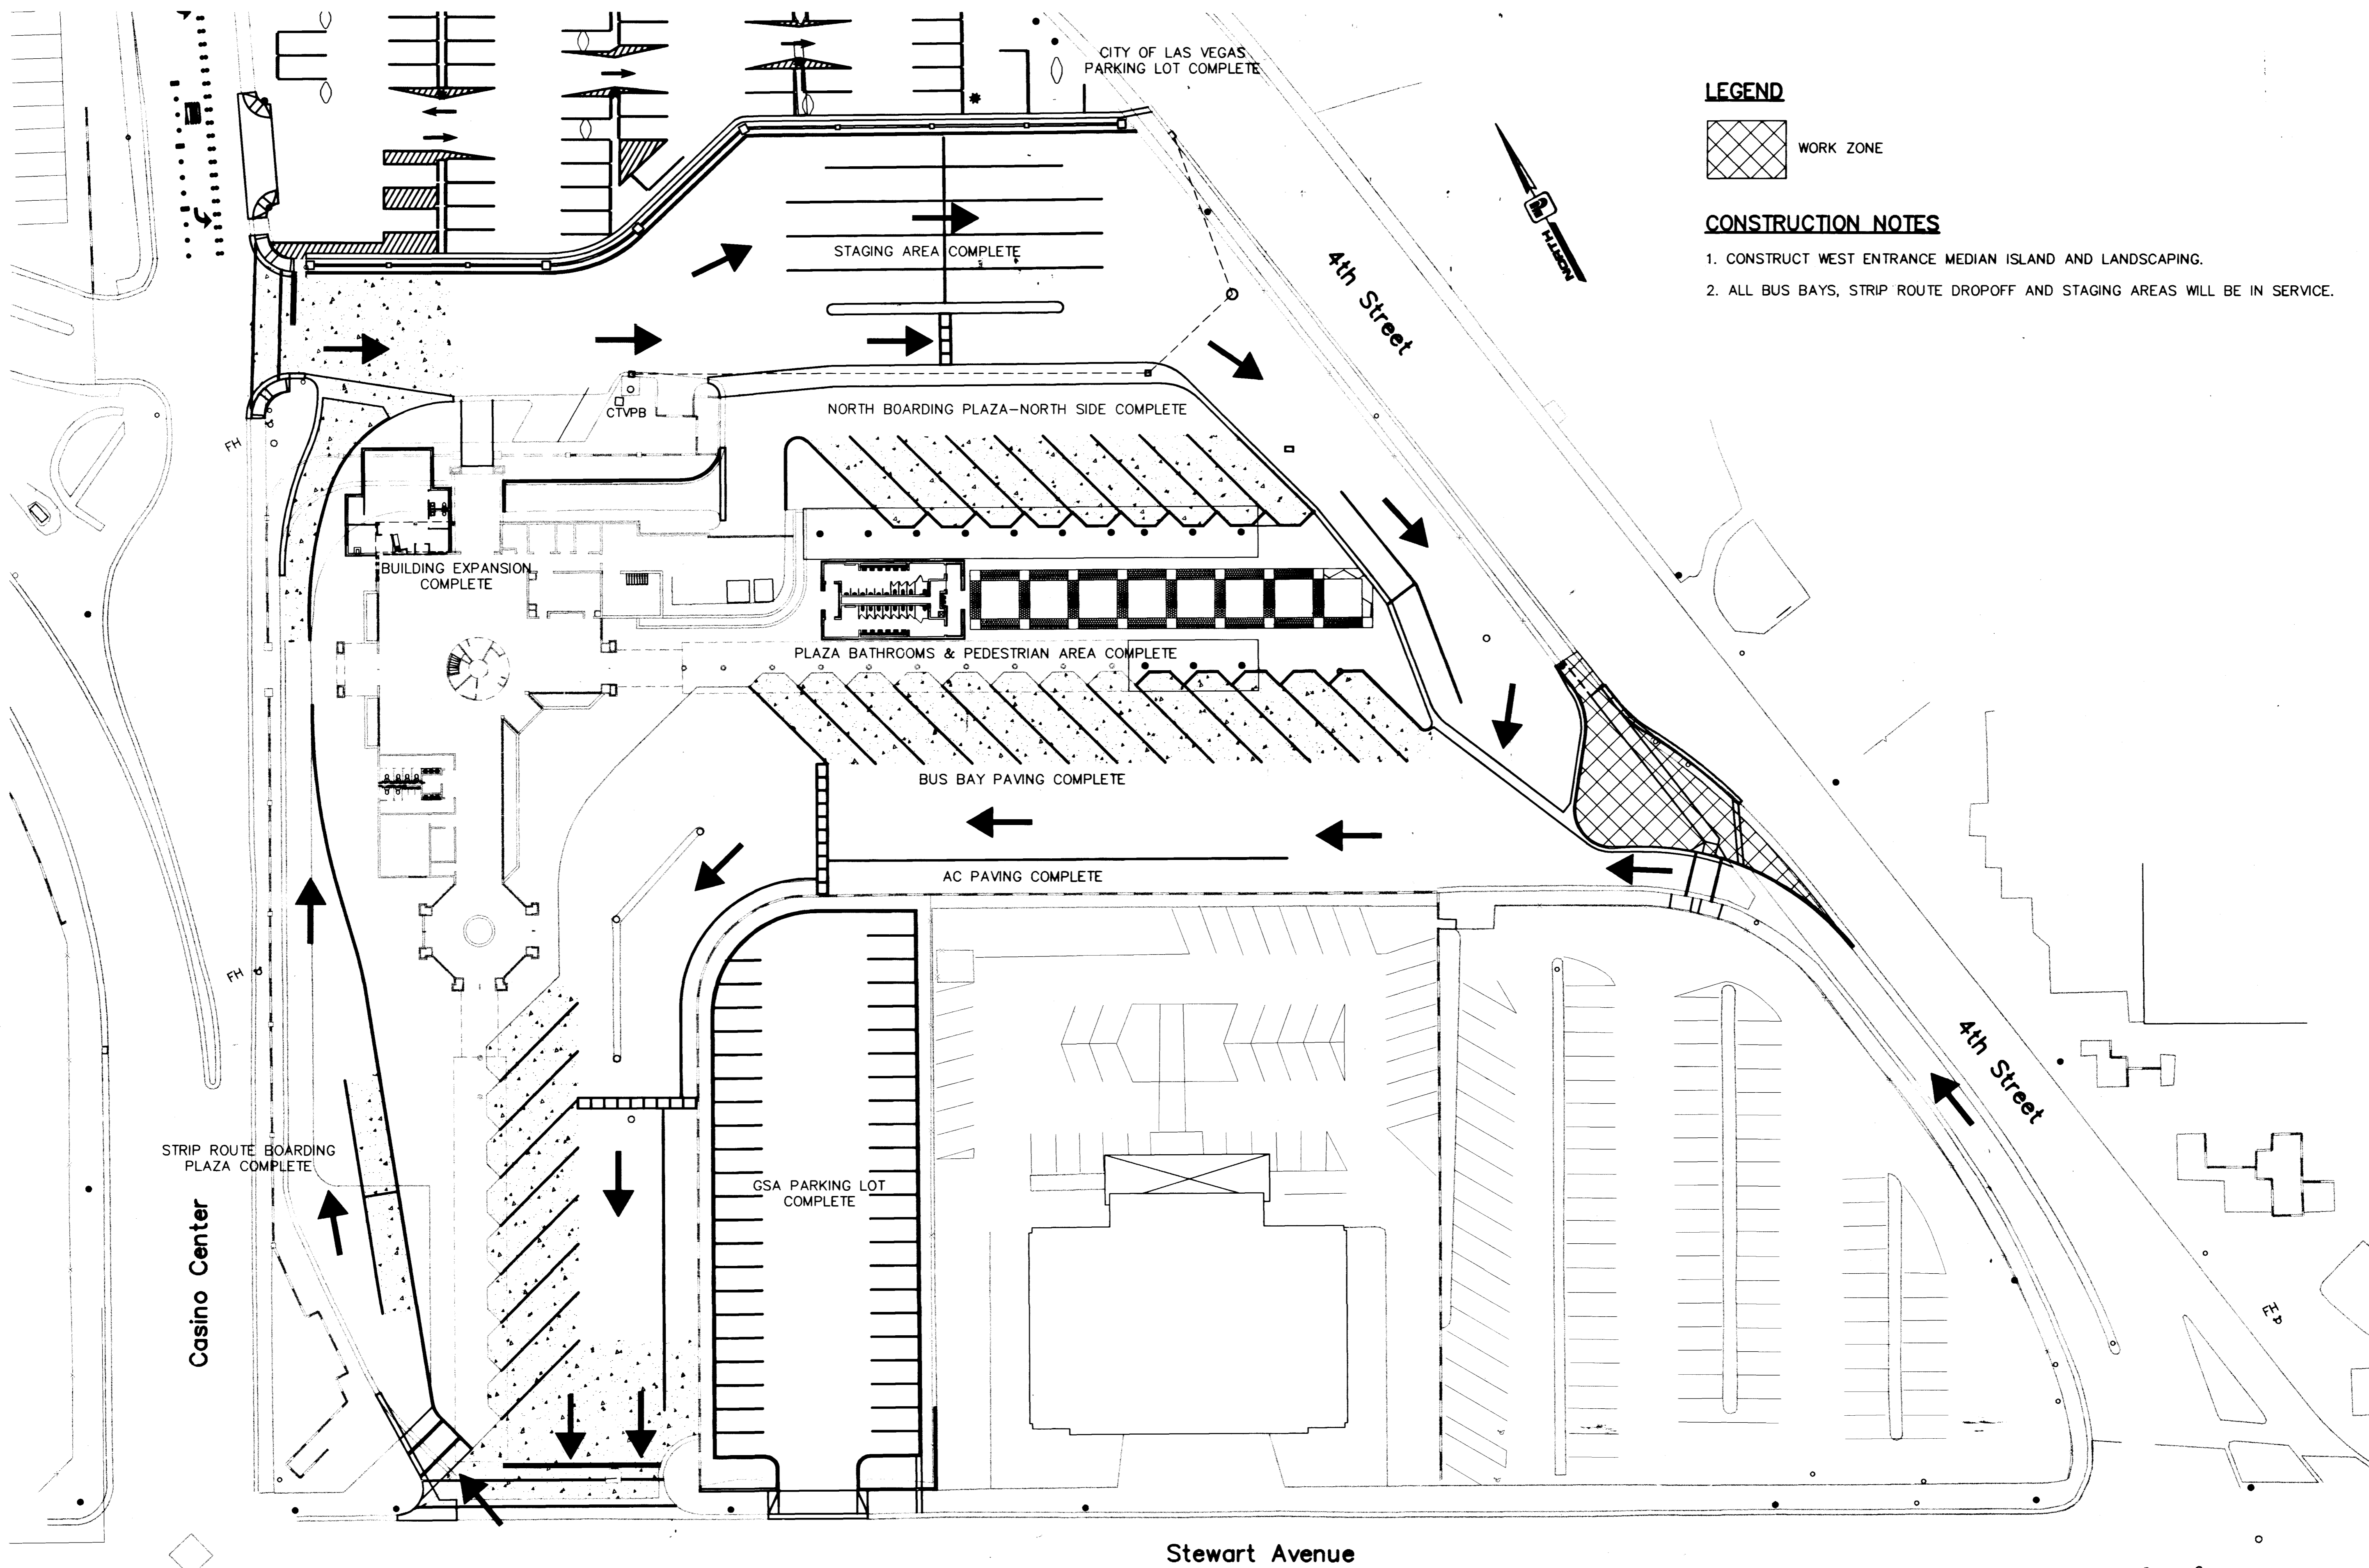 CITY OF LAS VEGAS
PARKING LOT COMPLETE
LEGEND
WORK ZONE
CONSTRUCTION NOTES
1. CONSTRUCT WEST ENTRANCE MEDIAN ISLAND AND LANDSCAPING.
2. ALL BUS BAYS, STRIP ROUTE DROPOFF AND STAGING AREAS WILL BE IN SERVICE.
NORTH
4th Street
STAGING AREA COMPLETE
CTVPB
NORTH BOARDING PLAZA-NORTH SIDE COMPLETE
FH
BUILDING EXPANSION
COMPLETE
PLAZA BATHROOMS & PEDESTRIAN AREA COMPLETE
BUS BAY PAVING COMPLETE
AC PAVING COMPLETE
FH
4th Street
STRIP ROUTE BOARDING
PLAZA COMPLETE
GSA PARKING LOT
COMPLETE
Casino Center
FH
Stewart Avenue